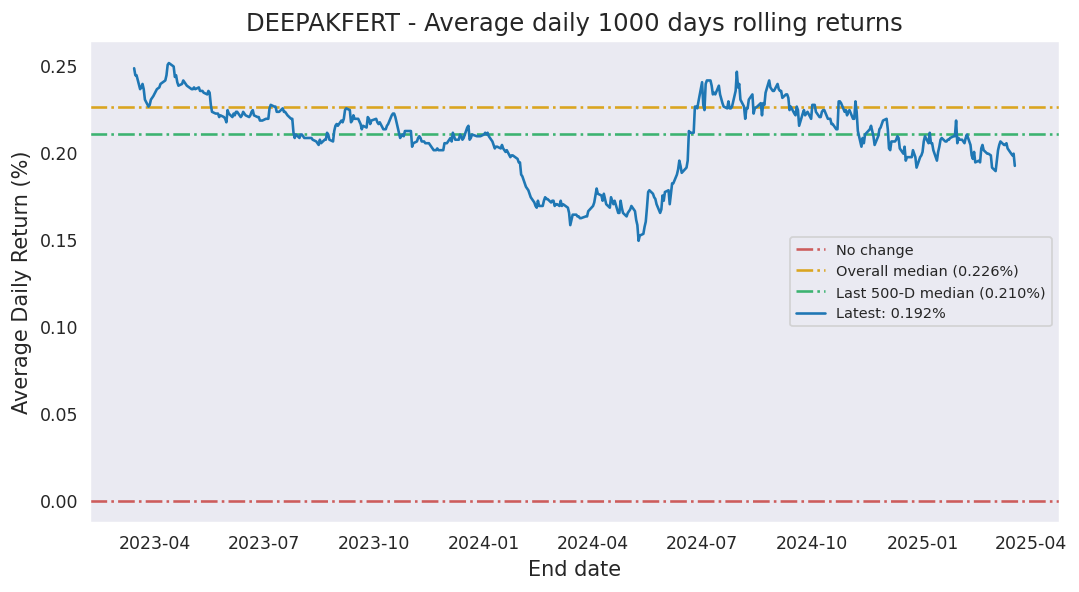 DEEPAKFERT - Average daily 1000 days rolling returns
Average Daily Return (%)
0.25
0.20
0.15
0.10
0.05
0.00
No change
Overall median (0.226%)
Last 500-D median (0.210%)
Latest: 0.192%
2023-04 2023-07 2023-10 2024-01 2024-04 2024-07 2024-10 2025-01 2025-04
End date